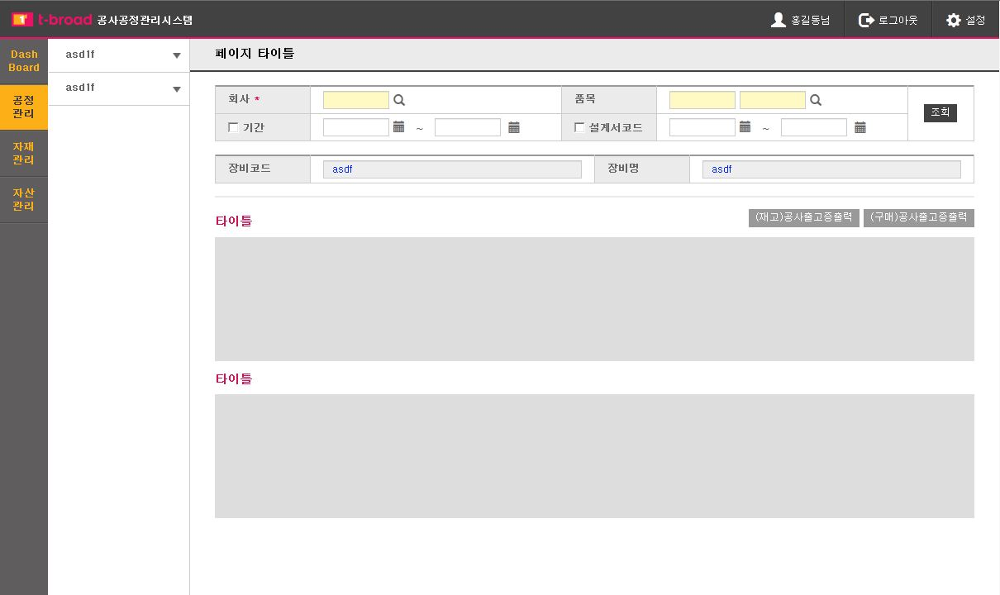 t-broad 공사공정관리시스템
홍길동님
로그아웃
설정
Dash
Board
공정
관리
자재
관리
자산
관리
asd1f
asd1f
페이지 타이틀
회사 *
품목
조회
기간 ~
설계서코드 ~
장비코드 asdf
장비명 asdf
타이틀
(재고)공사출고증출력
(구매)공사출고증출력
타이틀